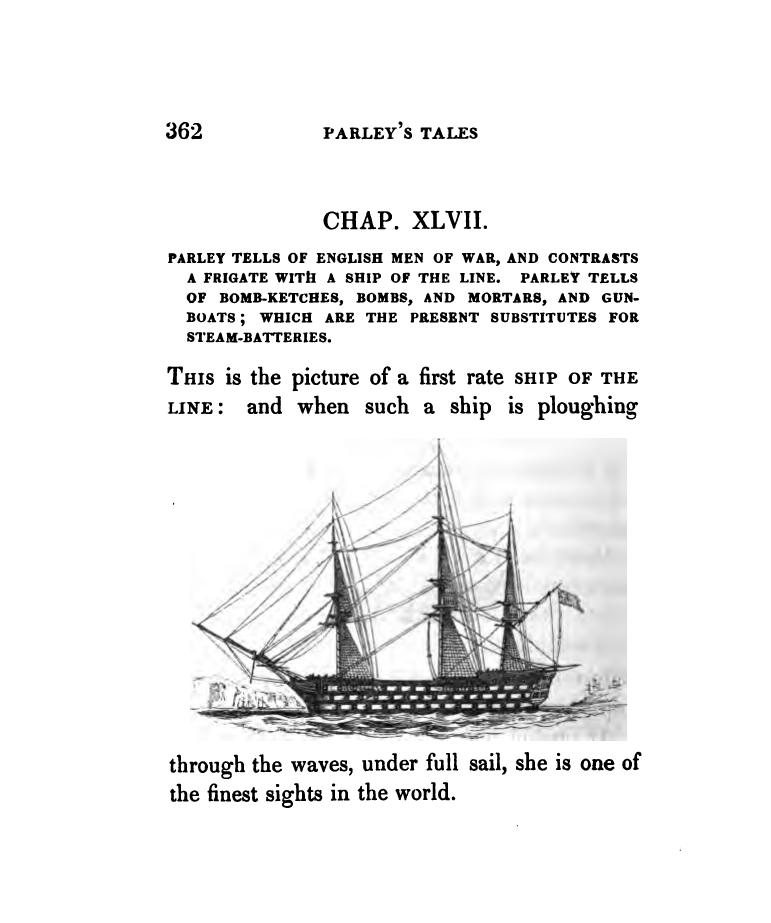 362 PARLEY'S TALES
CHAP. XLVII.
PARLEY TELLS OF ENGLISH MEN OF WAR, AND CONTRASTS
A FRIGATE WITH A SHIP OF THE LINE. PARLEY TELLS
OF BOMB-KETCHES, BOMBS, AND MORTARS, AND GUN-
BOATS; WHICH ARE THE PRESENT SUBSTITUTES FOR
STEAM-BATTERIES.
THIS is the picture of a first rate SHIP OF THE
LINE: and when such a ship is ploughing
through the waves, under full sail, she is one of
the finest sights in the world.